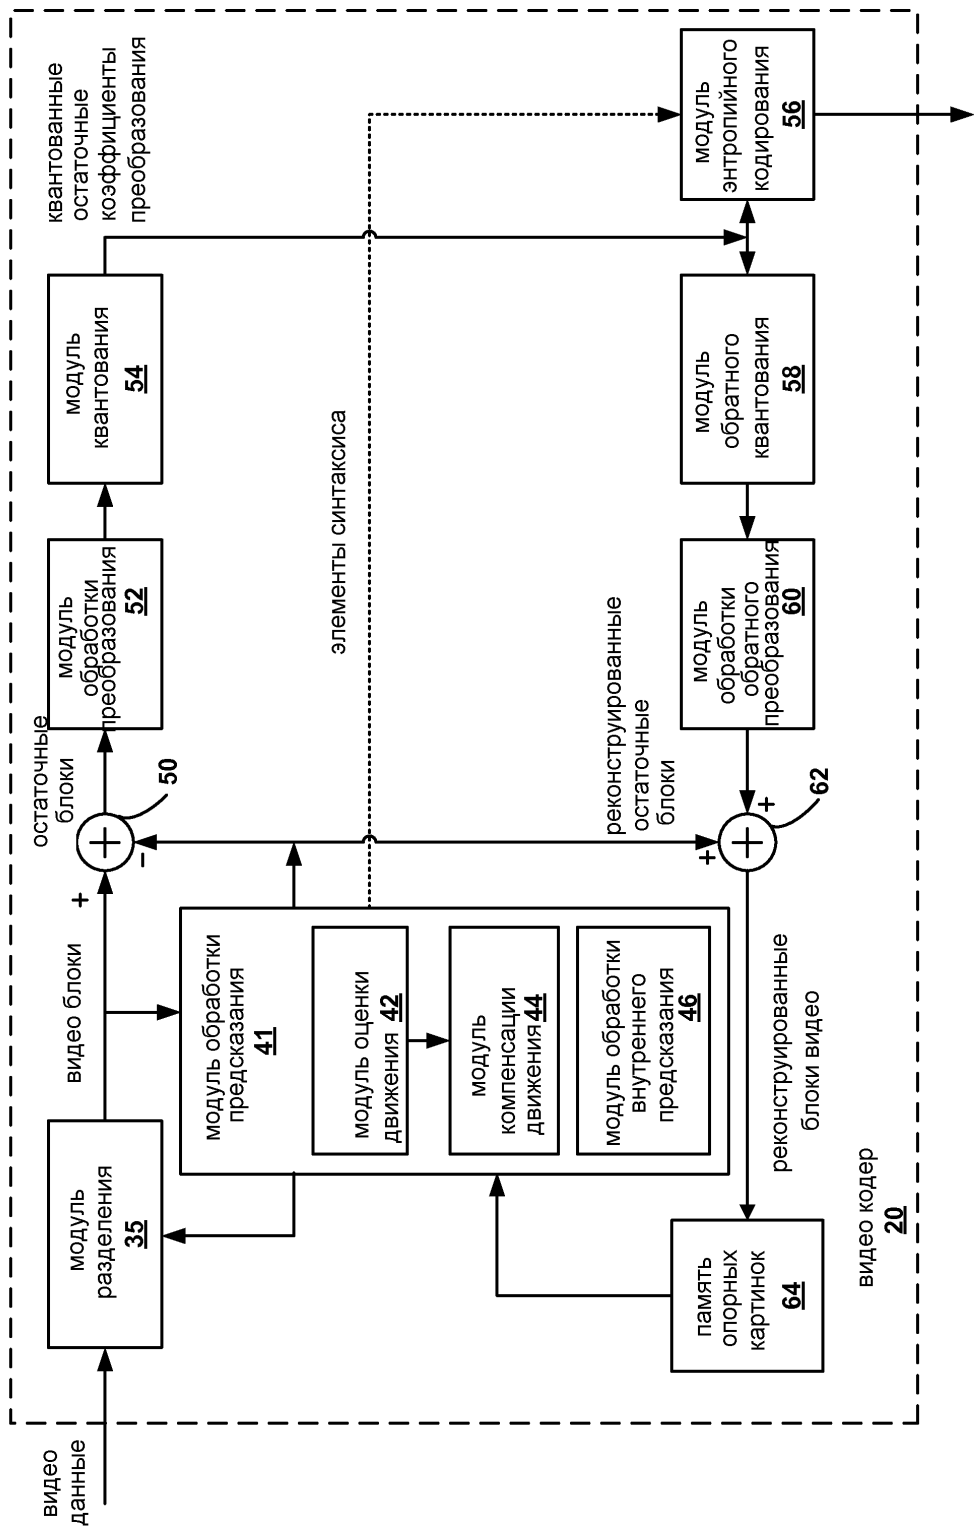 видео
данные
модуль
разделения
35
видео блоки
+
-
50
остаточные
блоки
модуль
обработки
преобразования
52
модуль
квантования
54
квантованные
остаточные
коэффициенты
преобразования
модуль обработки
предсказания
41
модуль оценки
движения 42
модуль
компенсации
движения 44
модуль обработки
внутреннего
предсказания
46
элементы синтаксиса
модуль
энтропийного
кодирования
56
модуль
обратного
квантования
58
модуль
обработки
обратного
преобразования
60
реконструированные
остаточные
блоки
+
+
62
реконструированные
блоки видео
память
опорных
картинок
64
видео кодер
20